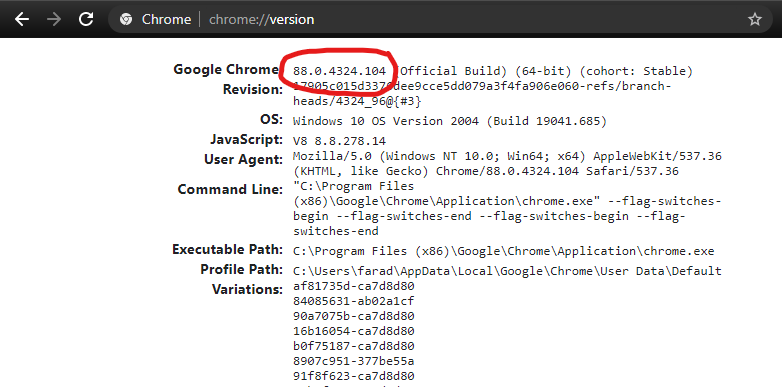 Chrome | chrome://version
Google Chrome: 88.0.4324.104 (Official Build) (64-bit) (cohort: Stable)
Revision: dee9cce5dd079a3f4fa906e060-refs/branch-
heads/4324_96@{#3}
OS: Windows 10 OS Version 2004 (Build 19041.685)
JavaScript: V8 8.8.278.14
User Agent: Mozilla/5.0 (Windows NT 10.0; Win64; x64) AppleWebKit/537.36
(KHTML, like Gecko) Chrome/88.0.4324.104 Safari/537.36
Command Line: "C:\Program Files
(x86)\Google\Chrome\Application\chrome.exe" --flag-switches-
begin --flag-switches-end --flag-switches-begin --flag-
switches-end
Executable Path: C:\Program Files (x86)\Google\Chrome\Application\chrome.exe
Profile Path: C:\Users\farad\AppData\Local\Google\Chrome\User Data\Default
Variations: af81735d-ca7d8d80
84085631-ab02a1cf
90a7075b-ca7d8d80
16b16054-ca7d8d80
b0f75187-ca7d8d80
8907c951-377be55a
91f8f623-ca7d8d80